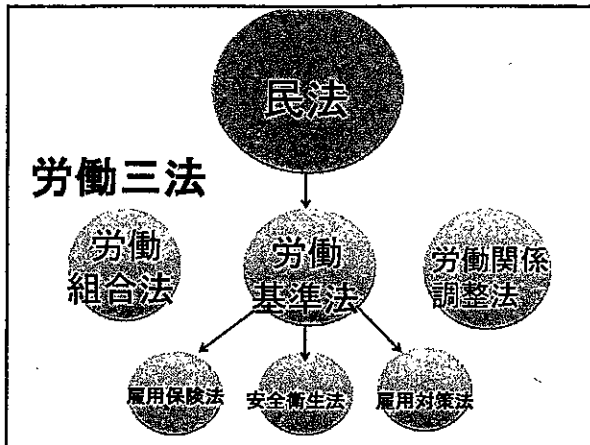 民法
労働三法
労働
組合法
労働
基準法
労働関係
調整法
雇用保険法
安全衛生法
雇用対策法